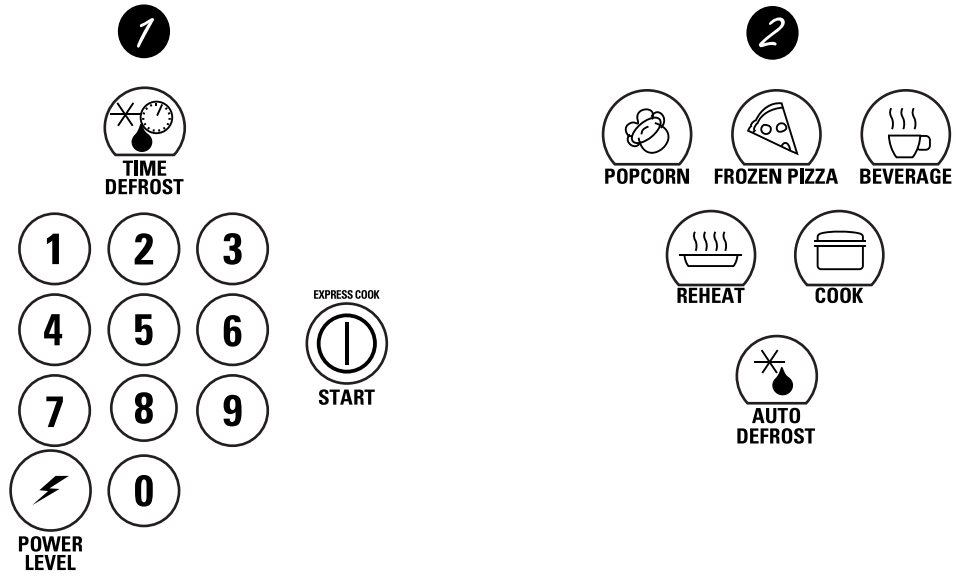 1
TIME
DEFROST
1 2 3
4 5 6
7 8 9
0
POWER
LEVEL
EXPRESS COOK
START
2
POPCORN FROZEN PIZZA BEVERAGE
REHEAT COOK
AUTO
DEFROST